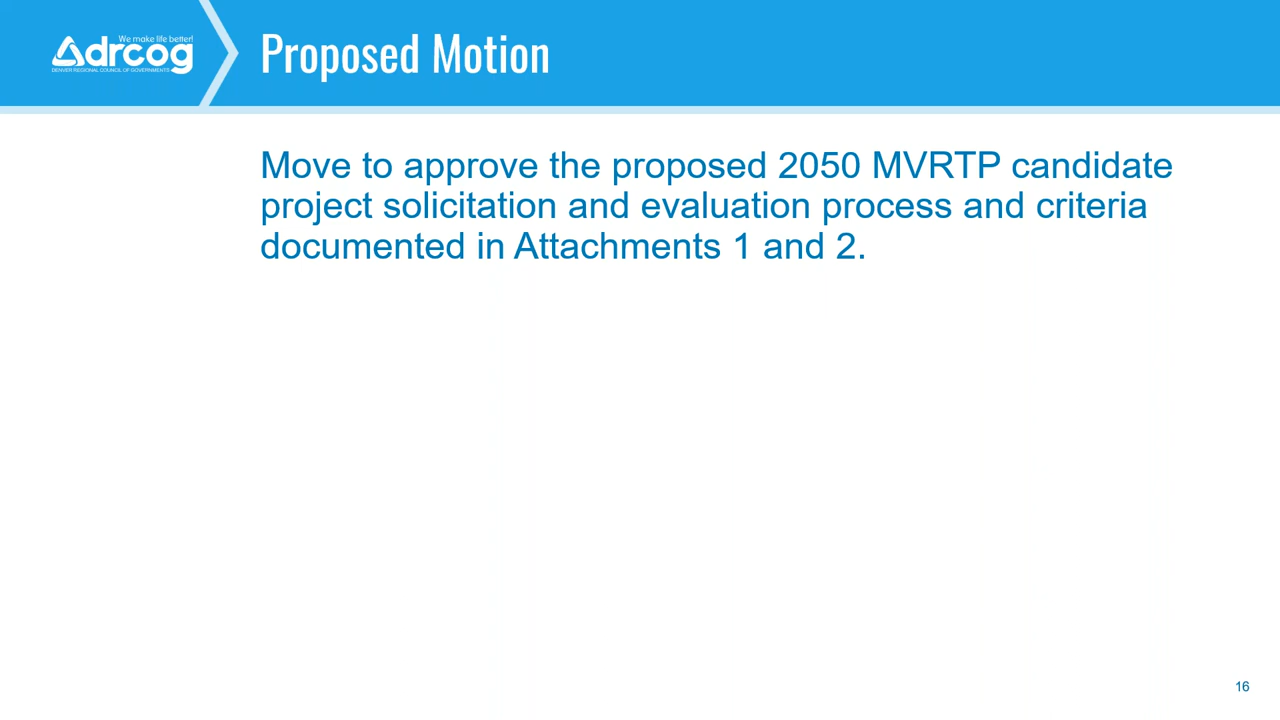 We make life better!
drcog
DENVER REGIONAL COUNCIL OF GOVERNMENTS
Proposed Motion
Move to approve the proposed 2050 MVRTP candidate
project solicitation and evaluation process and criteria
documented in Attachments 1 and 2.
16